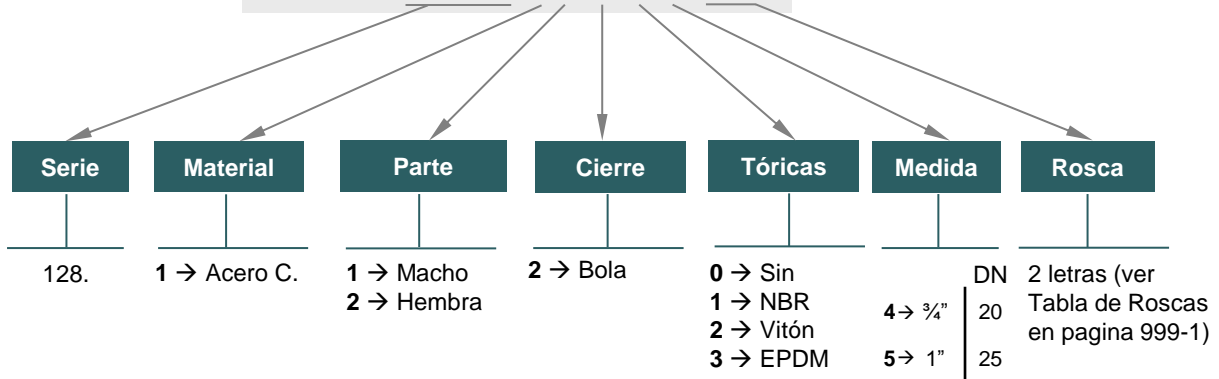 Serie
Material
Parte
Cierre
Tóricas
Medida
Rosca
128.
1 → Acero C.
1 → Macho
2 → Hembra
2 → Bola
0 → Sin
1 → NBR
2 → Vitón
3 → EPDM
DN
4→ ¾” 20
5→ 1” 25
2 letras (ver
Tabla de Roscas
en pagina 999-1)